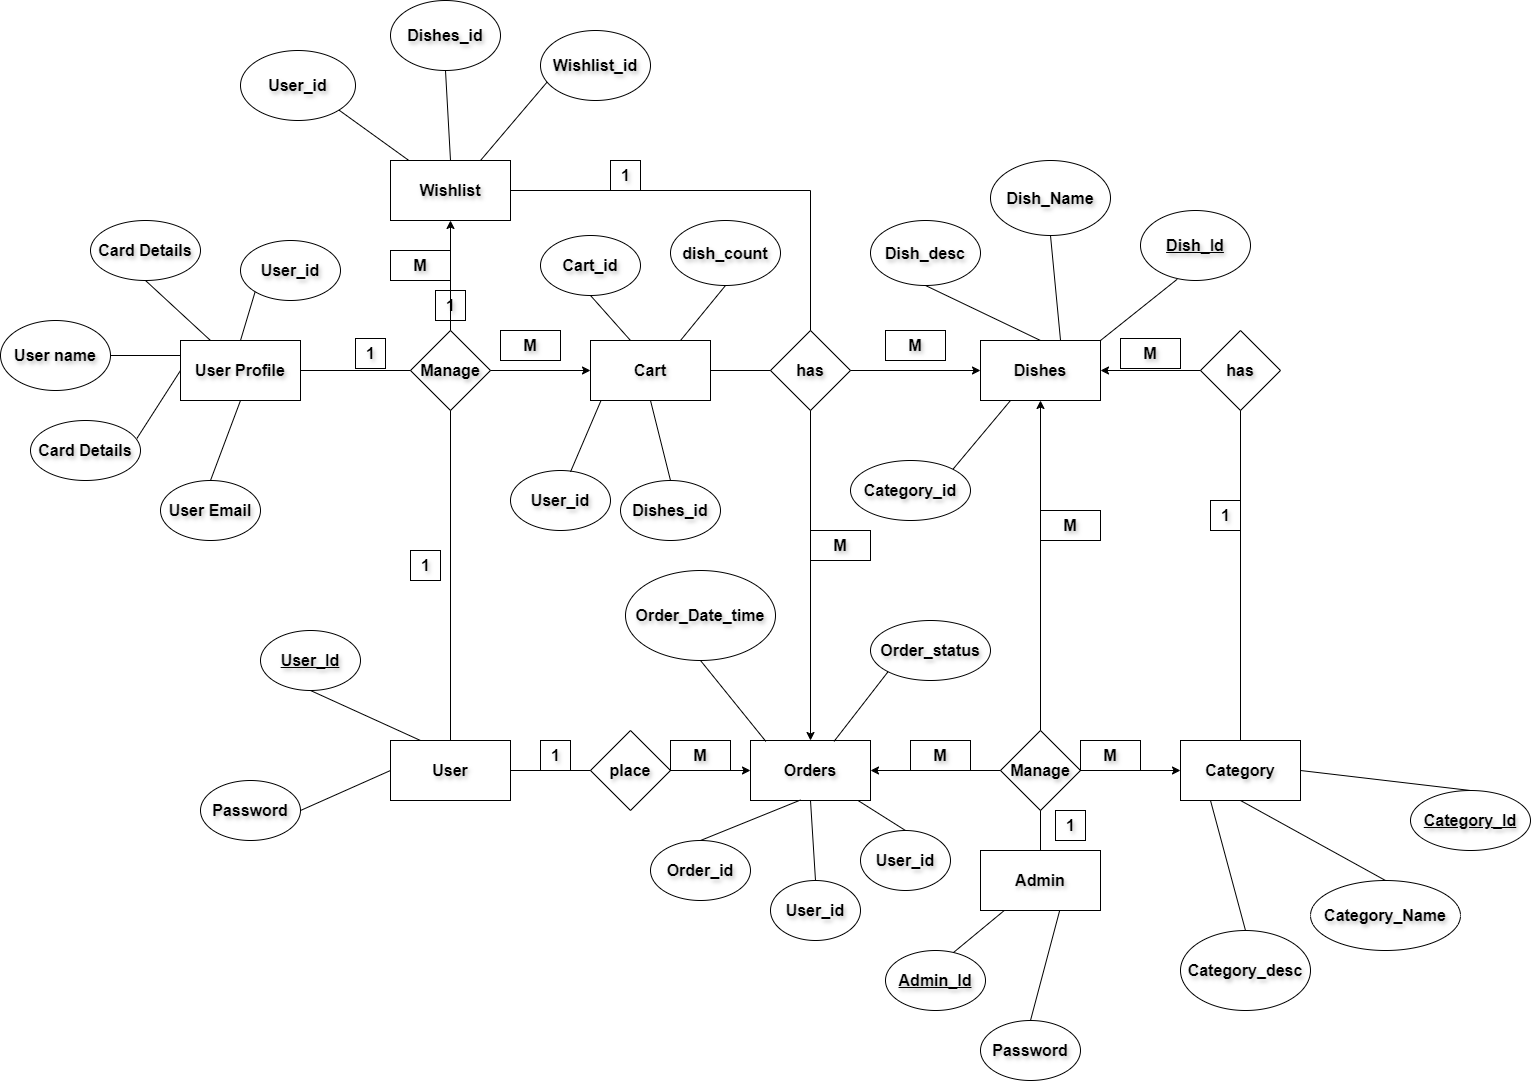 Dishes_id
Wishlist_id
User_id
Wishlist
1
Dish_Name
Dish_Id
Card Details
User_id
M
Cart_id
dish_count
Dish_desc
1
User name
1
M
M
M
User Profile
Manage
Cart
has
Dishes
has
Card Details
User Email
User_id
Dishes_id
Category_id
M
1
M
1
Order_Date_time
Order_status
User_Id
1
M
M
M
User
place
Orders
Manage
Category
Password
1
Category_Id
Order_id
User_id
User_id
Admin
Category_Name
Admin_Id
Category_desc
Password